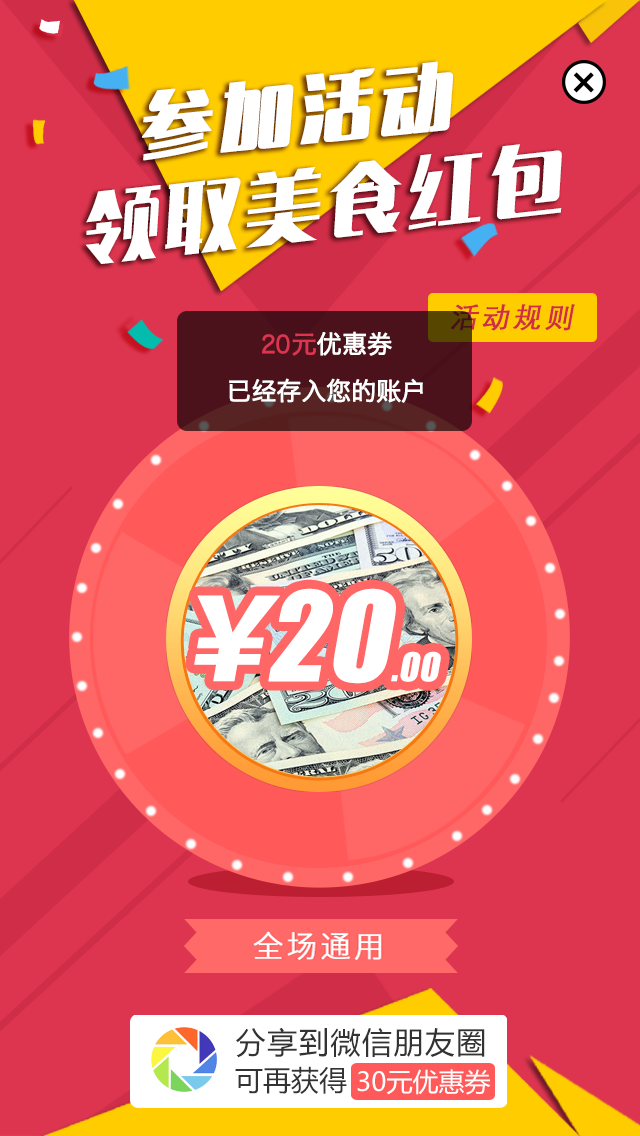 参加活动
领取美食红包
活动规则
20元优惠券
已经存入您的账户
¥20.00
全场通用
分享到微信朋友圈
可再获得 30元优惠券